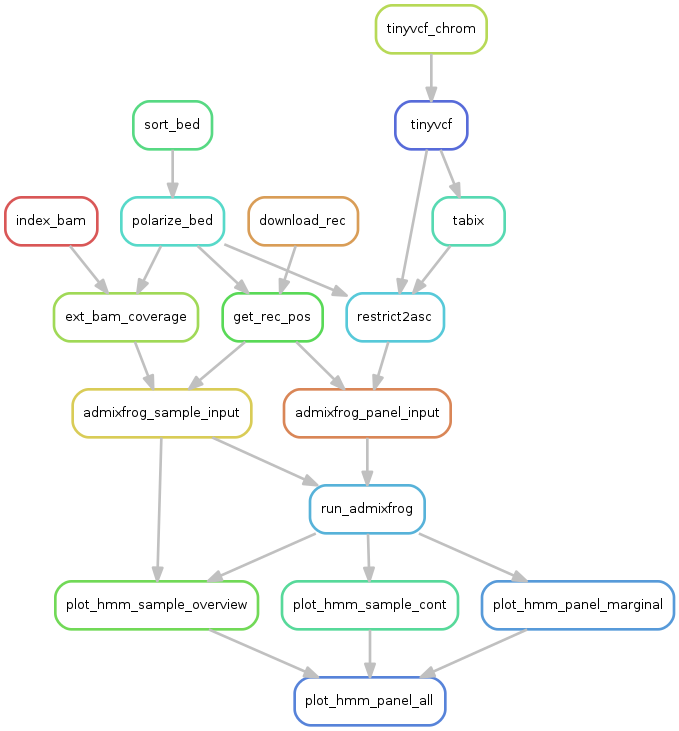 tinyvcf_chrom
sort_bed
tinyvcf
index_bam
polarize_bed
download_rec
tabix
ext_bam_coverage
get_rec_pos
restrict2asc
admixfrog_sample_input
admixfrog_panel_input
run_admixfrog
plot_hmm_sample_overview
plot_hmm_sample_cont
plot_hmm_panel_marginal
plot_hmm_panel_all